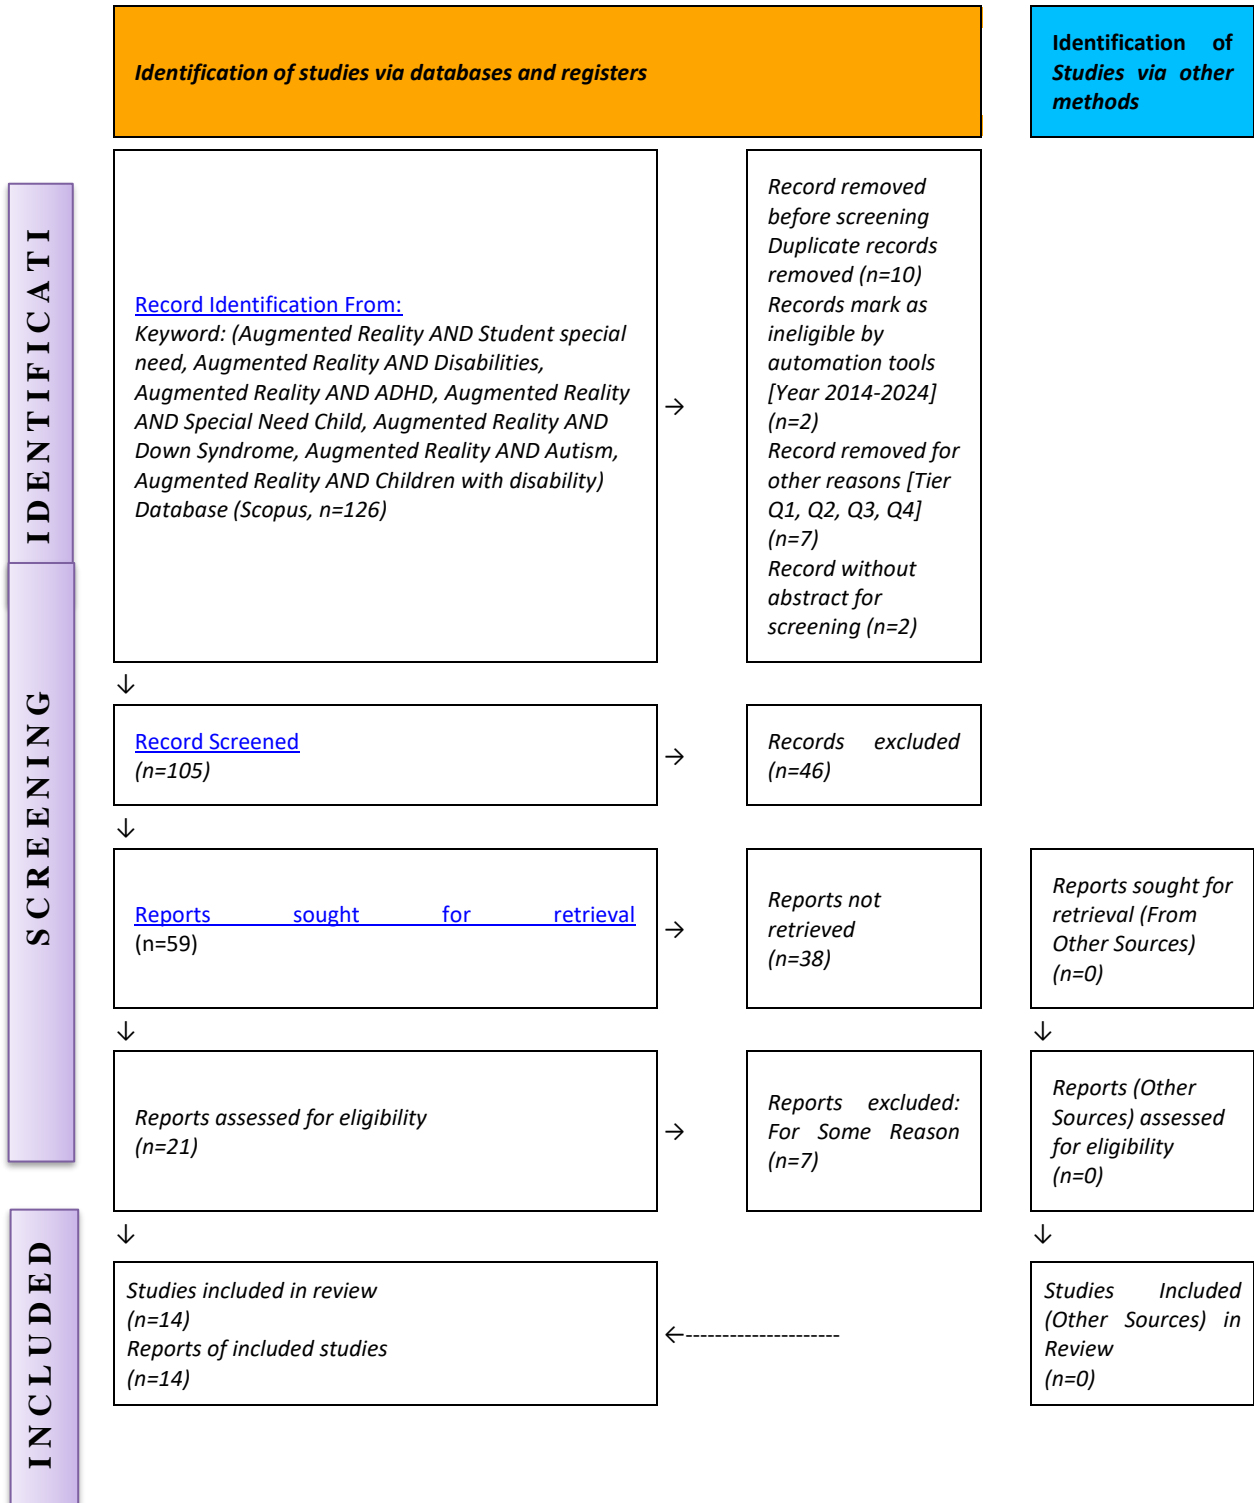 Identification of studies via databases and registers
Identification of
Studies via other
methods
IDENTIFICATI
Record Identification From:
Keyword: (Augmented Reality AND Student special
need, Augmented Reality AND Disabilities,
Augmented Reality AND ADHD, Augmented Reality
AND Special Need Child, Augmented Reality AND
Down Syndrome, Augmented Reality AND Autism,
Augmented Reality AND Children with disability)
Database (Scopus, n=126)
→
Record removed
before screening
Duplicate records
removed (n=10)
Records mark as
ineligible by
automation tools
[Year 2014-2024]
(n=2)
Record removed for
other reasons [Tier
Q1, Q2, Q3, Q4]
(n=7)
Record without
abstract for
screening (n=2)
↓
SCREENING
Record Screened
(n=105)
→
Records excluded
(n=46)
↓
Reports sought for retrieval
(n=59)
→
Reports not
retrieved
(n=38)
Reports sought for
retrieval (From
Other Sources)
(n=0)
↓
↓
Reports assessed for eligibility
(n=21)
→
Reports excluded:
For Some Reason
(n=7)
Reports (Other
Sources) assessed
for eligibility
(n=0)
↓
↓
INCLUDED
Studies included in review
(n=14)
Reports of included studies
(n=14)
←---------------------
Studies Included
(Other Sources) in
Review
(n=0)